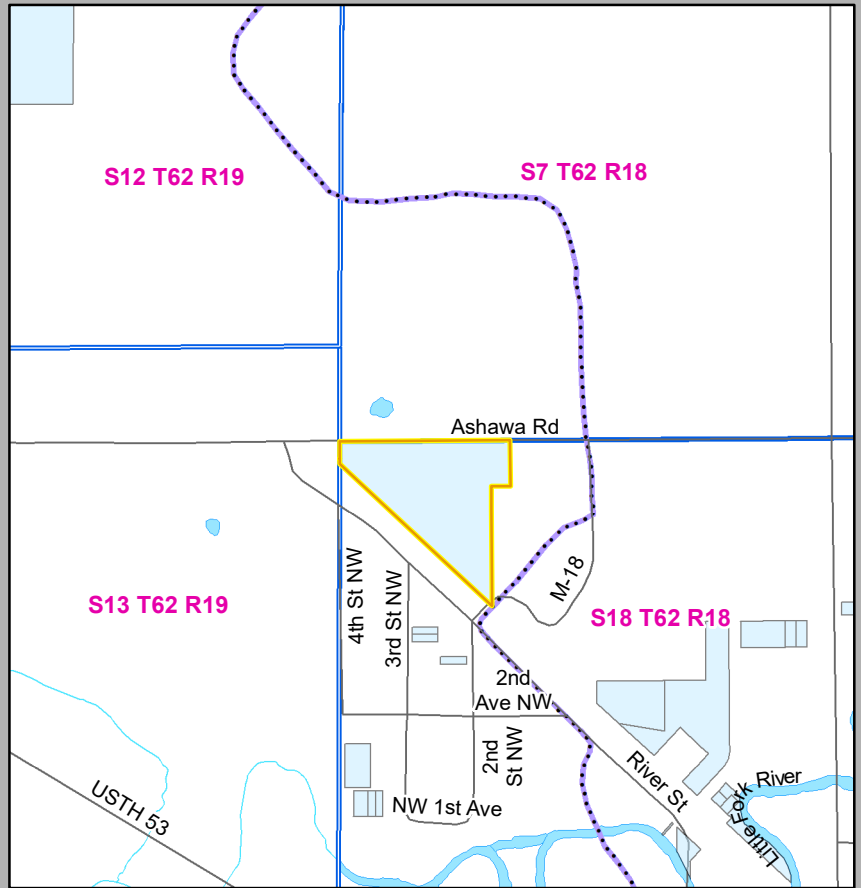 S12 T62 R19
S7 T62 R18
Ashawa Rd
4th St NW
3rd St NW
M-18
S13 T62 R19
S18 T62 R18
2nd
Ave NW
2nd
St NW
River St
USTH 53
NW 1st Ave
Little Fork River